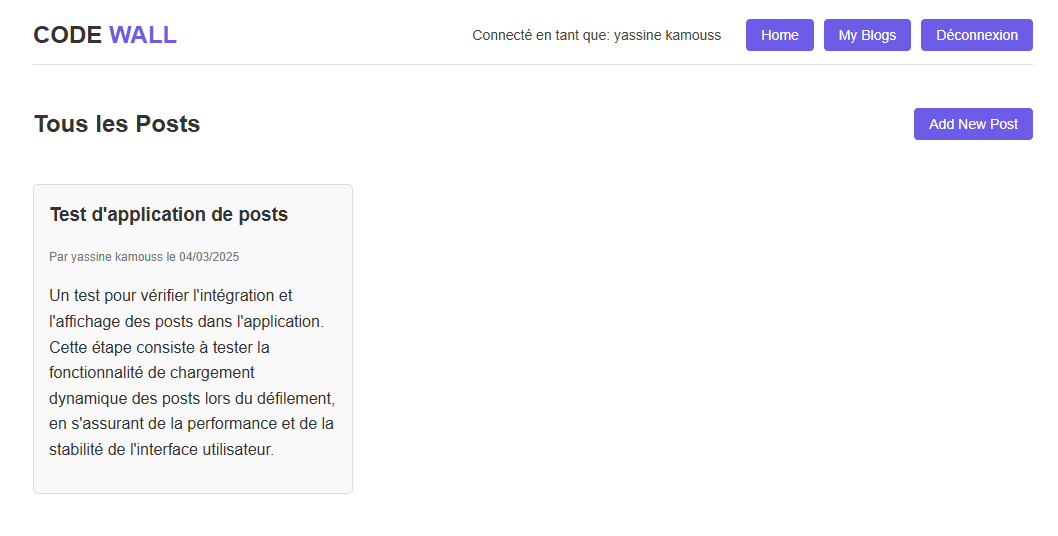 CODE WALL
Connecté en tant que: yassine kamouss
Home
My Blogs
Déconnexion
Tous les Posts
Add New Post
Test d'application de posts
Par yassine kamouss le 04/03/2025
Un test pour vérifier l'intégration et
l'affichage des posts dans l'application.
Cette étape consiste à tester la
fonctionnalité de chargement
dynamique des posts lors du défilement,
en s'assurant de la performance et de la
stabilité de l'interface utilisateur.